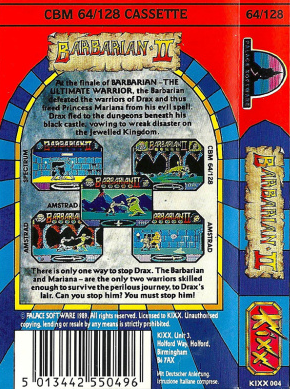 CBM 64/128 CASSETTE
BARBARIAN·II
At the finale of BARBARIAN – THE
ULTIMATE WARRIOR, the Barbarian
defeated the warriors of Drax and thus
freed Princess Mariana from his evil spell.
Drax fled to the dungeons beneath his
black castle, vowing to wreak disaster on
the Jewelled Kingdom.
SPECTRUM
CBM 64/128
AMSTRAD
AMSTRAD
AMSTRAD
There is only one way to stop Drax. The Barbarian
and Mariana – are the only two warriors skilled
enough to survive the perilous journey, to Drax's
lair. Can you stop him? You must stop him!
© PALACE SOFTWARE 1989. All rights reserved. Licensed to KIXX. Unauthorised
copying, lending or resale by any means is strictly prohibited.
KIXX, Unit 3,
Holford Way, Holford,
Birmingham
B6 7AX
Mit Deutscher Anleitung.
Istruzione Italiane comprese.
5 013442 550496
64/128
PALACE SOFTWARE
BARBARIAN
II
KIXX
KIXX 004